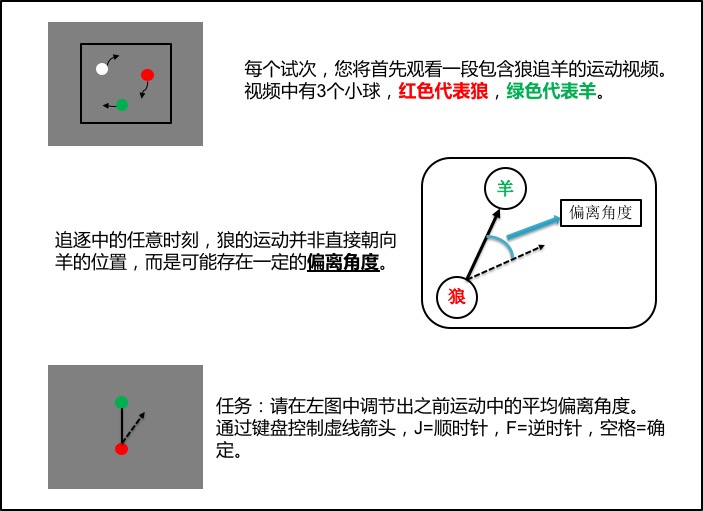 每个试次，您将首先观看一段包含狼追羊的运动视频。
视频中有3个小球，红色代表狼，绿色代表羊。
羊
偏离角度
狼
追逐中的任意时刻，狼的运动并非直接朝向
羊的位置，而是可能存在一定的偏离角度。
任务：请在左图中调节出之前运动中的平均偏离角度。
通过键盘控制虚线箭头，J=顺时针，F=逆时针，空格=确
定。